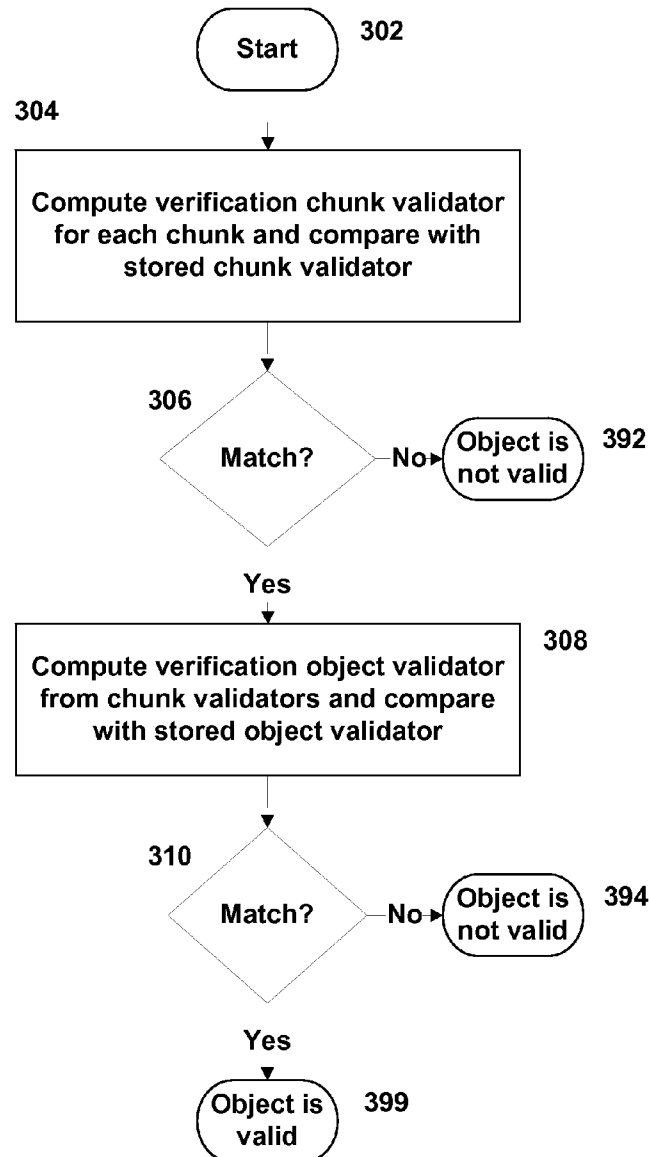 Start
302
304
Compute verification chunk validator
for each chunk and compare with
stored chunk validator
306
Match?
No
Object is
not valid
392
Yes
308
Compute verification object validator
from chunk validators and compare
with stored object validator
310
Match?
No
Object is
not valid
394
Yes
Object is
valid
399